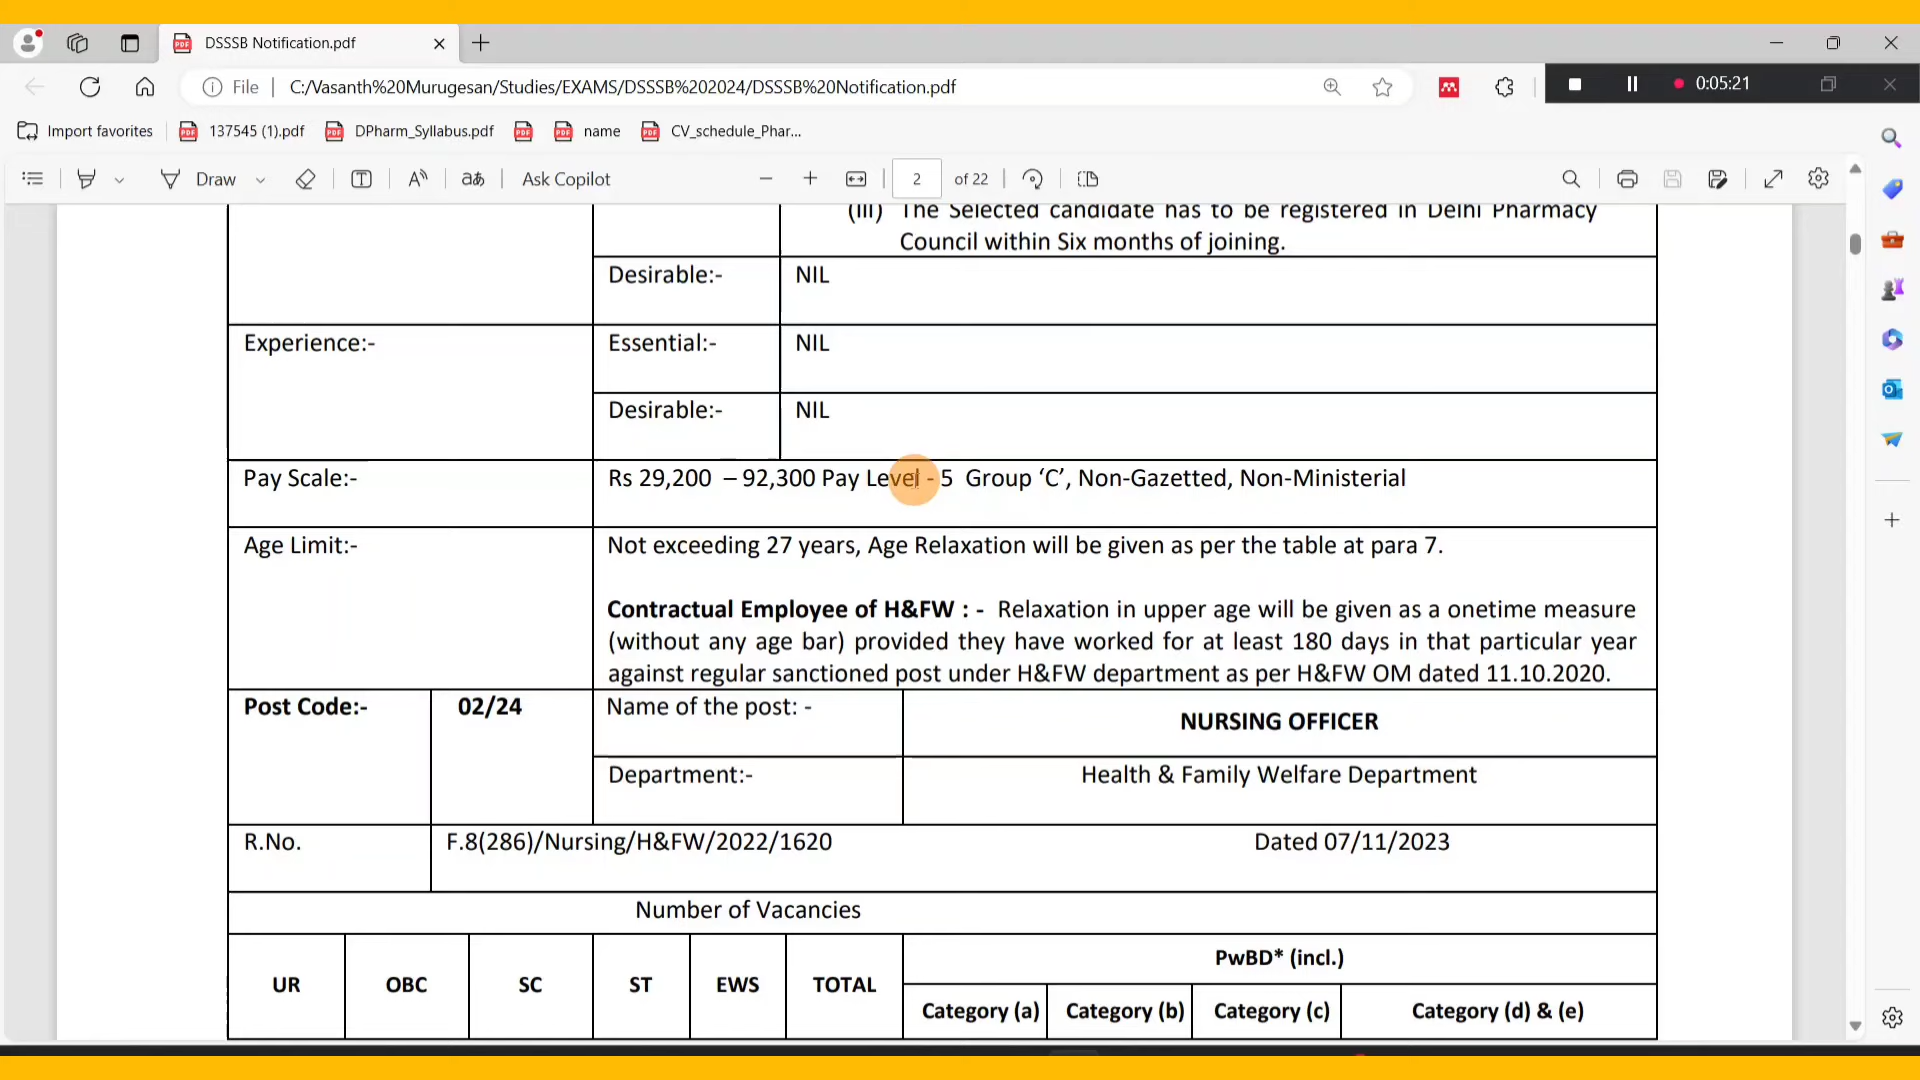 DSSSB Notification.pdf
File
C:/Vasanth%20Murugesan/Studies/EXAMS/DSSSB%202024/DSSSB%20Notification.pdf
0:05:21
Import favorites
137545 (1).pdf
DPharm_Syllabus.pdf
name
CV_schedule_Phar...
Draw
Ask Copilot
2
of 22
(III) The Selected candidate has to be registered in Delhi Pharmacy
Council within Six months of joining.
Desirable:-
NIL
Experience:-
Essential:-
NIL
Desirable:-
NIL
Pay Scale:-
Rs 29,200 – 92,300 Pay Level - 5 Group ‘C’, Non-Gazetted, Non-Ministerial
Age Limit:-
Not exceeding 27 years, Age Relaxation will be given as per the table at para 7.
Contractual Employee of H&FW : - Relaxation in upper age will be given as a onetime measure
(without any age bar) provided they have worked for at least 180 days in that particular year
against regular sanctioned post under H&FW department as per H&FW OM dated 11.10.2020.
Post Code:-
02/24
Name of the post: -
NURSING OFFICER
Department:-
Health & Family Welfare Department
R.No.
F.8(286)/Nursing/H&FW/2022/1620
Dated 07/11/2023
Number of Vacancies
UR
OBC
SC
ST
EWS
TOTAL
PwBD* (incl.)
Category (a)
Category (b)
Category (c)
Category (d) & (e)